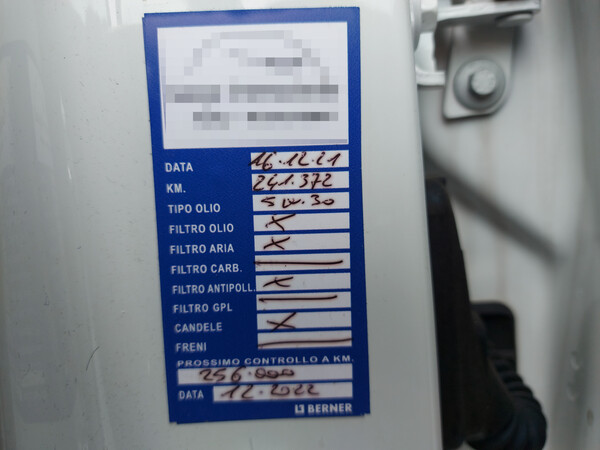 DATA 16.12.21
KM. 241.372
TIPO OLIO 5W.30
FILTRO OLIO X
FILTRO ARIA X
FILTRO CARB. —
FILTRO ANTIPOLL. X
FILTRO GPL —
CANDELE X
FRENI —
PROSSIMO CONTROLLO A KM.
256.000
DATA 12.2022
BERNER